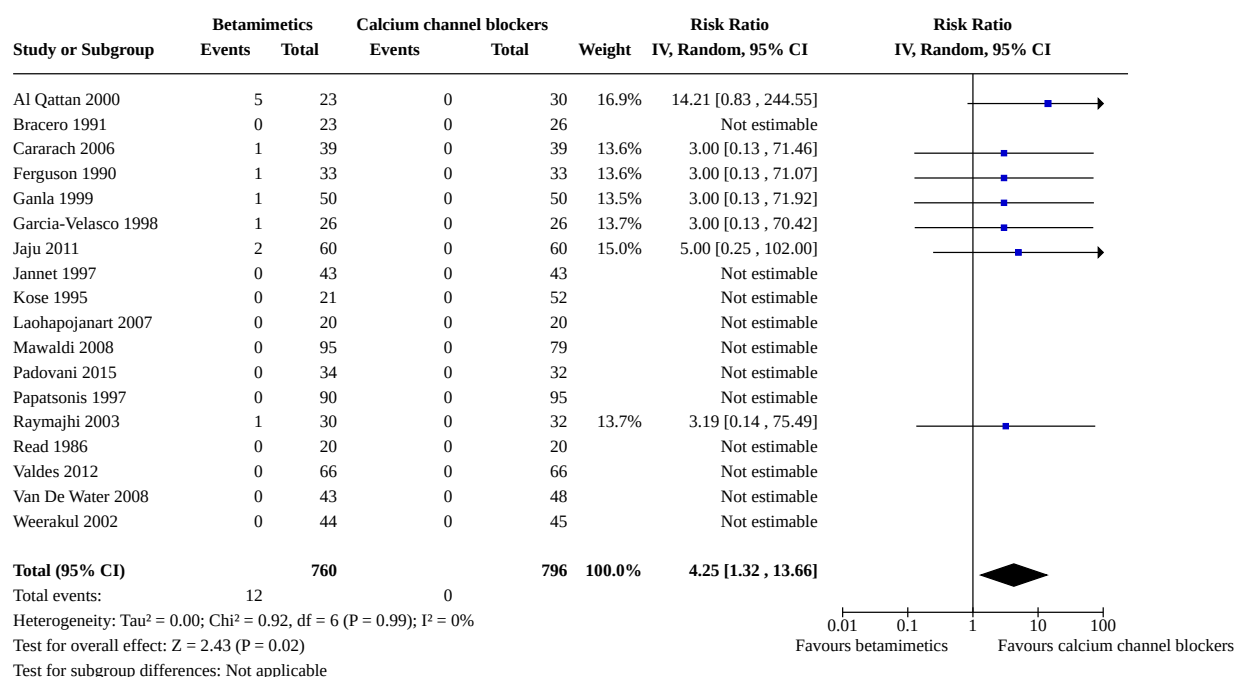 Betamimetics Calcium channel blockers Risk Ratio Risk Ratio
Study or Subgroup Events Total Events Total Weight IV, Random, 95% CI IV, Random, 95% CI
Al Qattan 2000 5 23 0 30 16.9% 14.21 [0.83 , 244.55]
Bracero 1991 0 23 0 26 Not estimable
Cararach 2006 1 39 0 39 13.6% 3.00 [0.13 , 71.46]
Ferguson 1990 1 33 0 33 13.6% 3.00 [0.13 , 71.07]
Ganla 1999 1 50 0 50 13.5% 3.00 [0.13 , 71.92]
Garcia-Velasco 1998 1 26 0 26 13.7% 3.00 [0.13 , 70.42]
Jaju 2011 2 60 0 60 15.0% 5.00 [0.25 , 102.00]
Jannet 1997 0 43 0 43 Not estimable
Kose 1995 0 21 0 52 Not estimable
Laohapojanart 2007 0 20 0 20 Not estimable
Mawaldi 2008 0 95 0 79 Not estimable
Padovani 2015 0 34 0 32 Not estimable
Papatsonis 1997 0 90 0 95 Not estimable
Raymajhi 2003 1 30 0 32 13.7% 3.19 [0.14 , 75.49]
Read 1986 0 20 0 20 Not estimable
Valdes 2012 0 66 0 66 Not estimable
Van De Water 2008 0 43 0 48 Not estimable
Weerakul 2002 0 44 0 45 Not estimable
Total (95% CI) 760 796 100.0% 4.25 [1.32 , 13.66]
Total events: 12 0
Heterogeneity: Tau² = 0.00; Chi² = 0.92, df = 6 (P = 0.99); I² = 0%
0.01 0.1 1 10 100
Test for overall effect: Z = 2.43 (P = 0.02) Favours betamimetics Favours calcium channel blockers
Test for subgroup differences: Not applicable